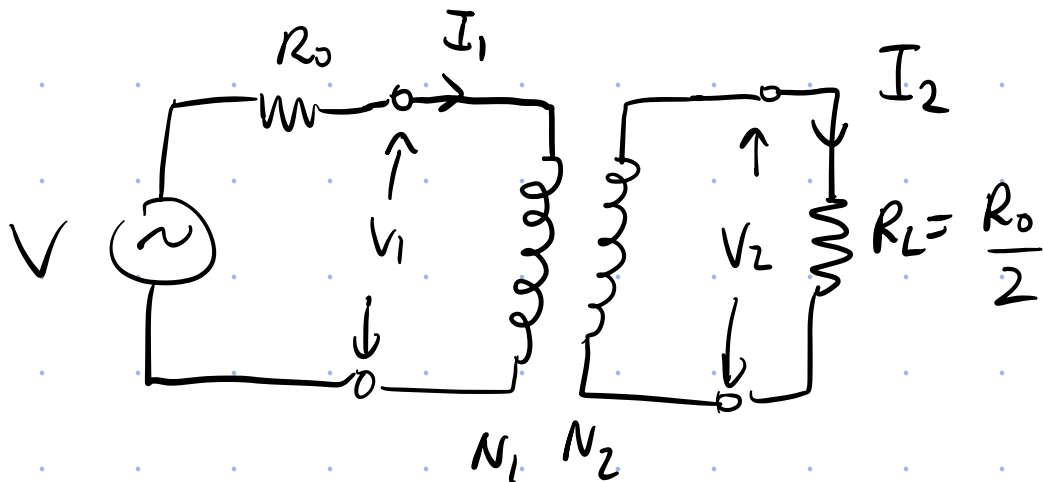 R₀
I₁
I₂
V
V₁
V₂
R_L = R₀/2
N₁ N₂